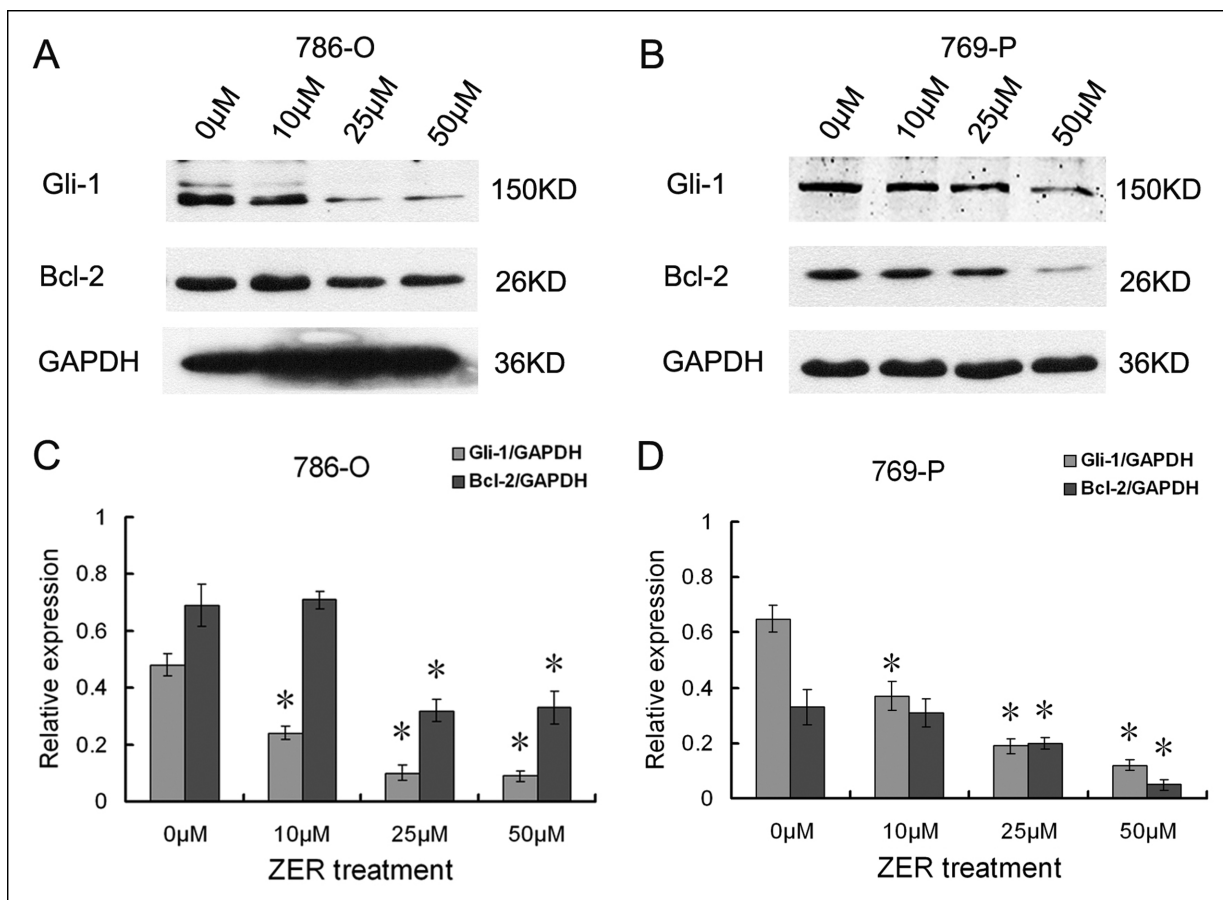 A
786-O
0µM 10µM 25µM 50µM
Gli-1 150KD
Bcl-2 26KD
GAPDH 36KD
B
769-P
0µM 10µM 25µM 50µM
Gli-1 150KD
Bcl-2 26KD
GAPDH 36KD
C
786-O
Gli-1/GAPDH
Bcl-2/GAPDH
Relative expression
1
0.8
0.6
0.4
0.2
0
* * * * *
0µM 10µM 25µM 50µM
ZER treatment
D
769-P
Gli-1/GAPDH
Bcl-2/GAPDH
Relative expression
1
0.8
0.6
0.4
0.2
0
* * * * *
0µM 10µM 25µM 50µM
ZER treatment